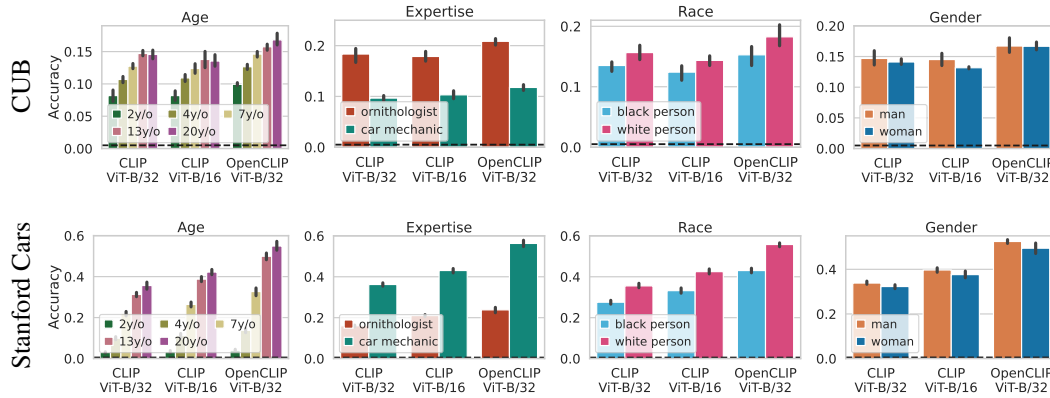 CUB
Age
Accuracy
0.15
0.10
0.05
0.00
2y/o 4y/o 7y/o
13y/o 20y/o
CLIP ViT-B/32
CLIP ViT-B/16
OpenCLIP ViT-B/32
Expertise
0.2
0.1
0.0
ornithologist
car mechanic
CLIP ViT-B/32
CLIP ViT-B/16
OpenCLIP ViT-B/32
Race
0.2
0.1
0.0
black person
white person
CLIP ViT-B/32
CLIP ViT-B/16
OpenCLIP ViT-B/32
Gender
0.20
0.15
0.10
0.05
0.00
man
woman
CLIP ViT-B/32
CLIP ViT-B/16
OpenCLIP ViT-B/32
Stanford Cars
Age
Accuracy
0.6
0.4
0.2
0.0
2y/o 4y/o 7y/o
13y/o 20y/o
CLIP ViT-B/32
CLIP ViT-B/16
OpenCLIP ViT-B/32
Expertise
0.6
0.4
0.2
0.0
ornithologist
car mechanic
CLIP ViT-B/32
CLIP ViT-B/16
OpenCLIP ViT-B/32
Race
0.6
0.4
0.2
0.0
black person
white person
CLIP ViT-B/32
CLIP ViT-B/16
OpenCLIP ViT-B/32
Gender
0.4
0.2
0.0
man
woman
CLIP ViT-B/32
CLIP ViT-B/16
OpenCLIP ViT-B/32